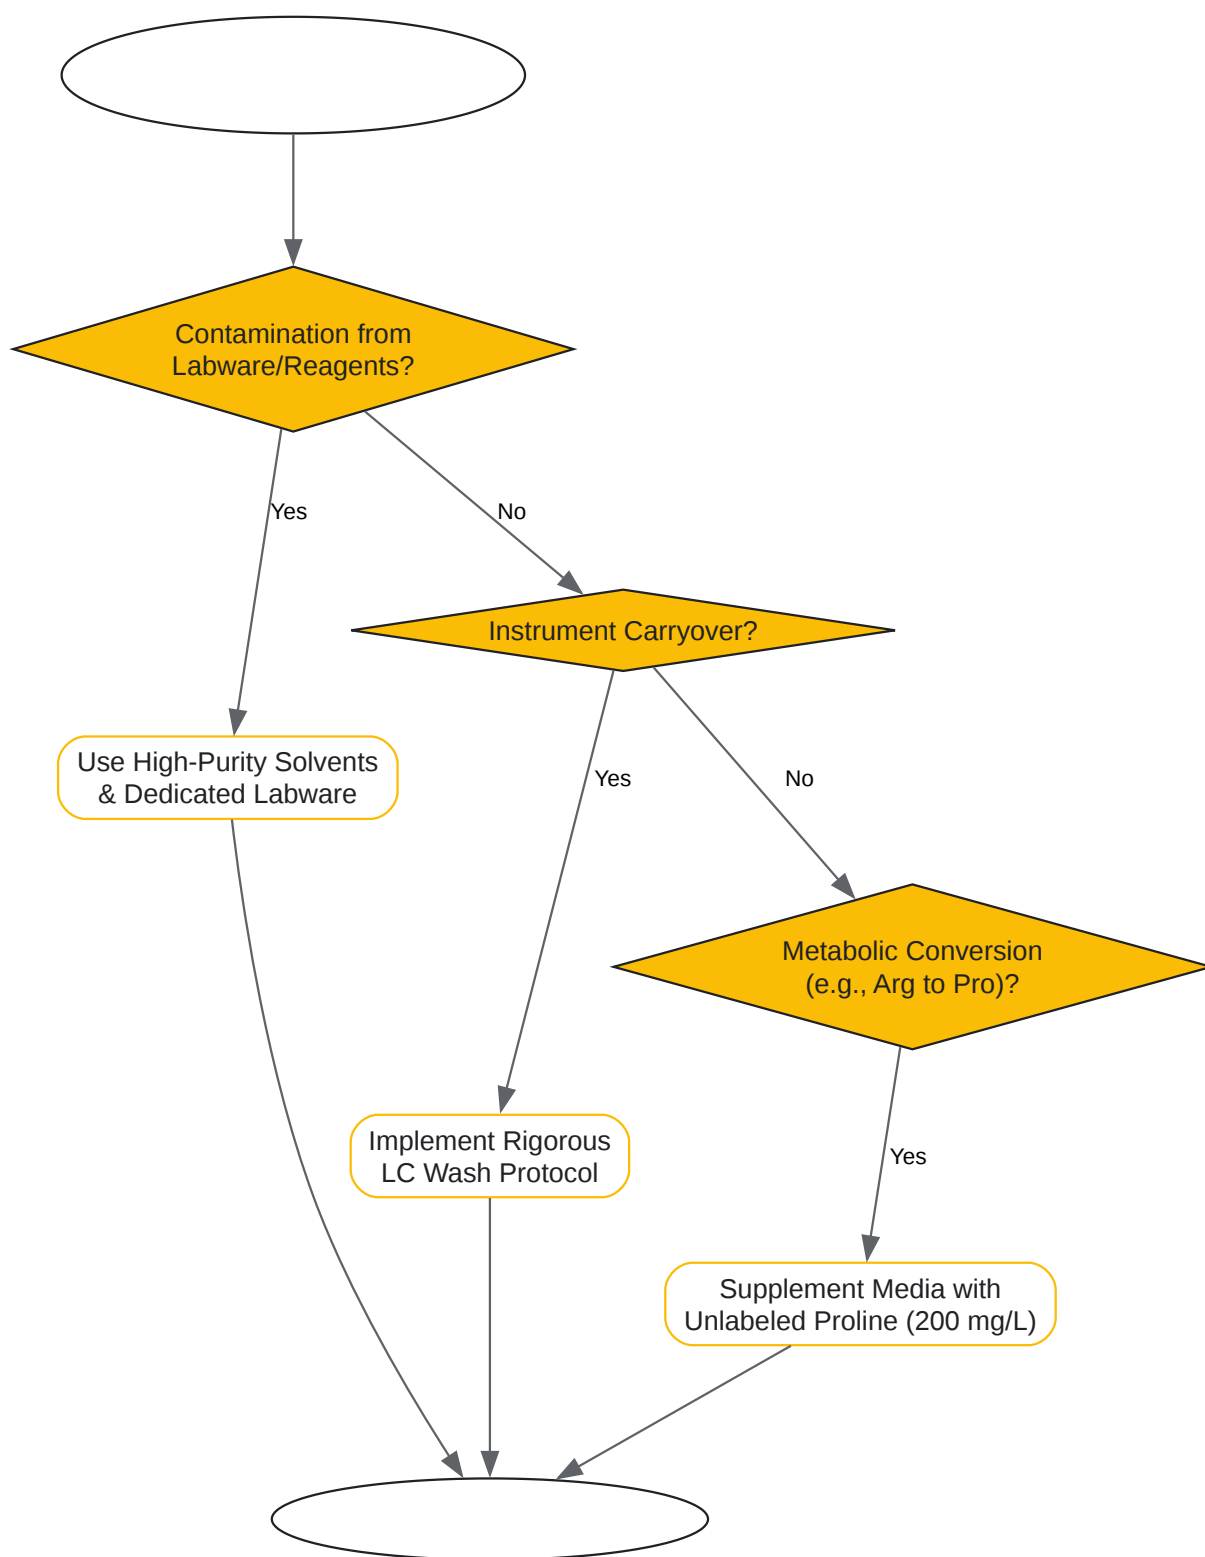 Contamination from
Labware/Reagents?
Yes
No
Instrument Carryover?
Use High-Purity Solvents
& Dedicated Labware
Yes
No
Metabolic Conversion
(e.g., Arg to Pro)?
Implement Rigorous
LC Wash Protocol
Yes
Supplement Media with
Unlabeled Proline (200 mg/L)